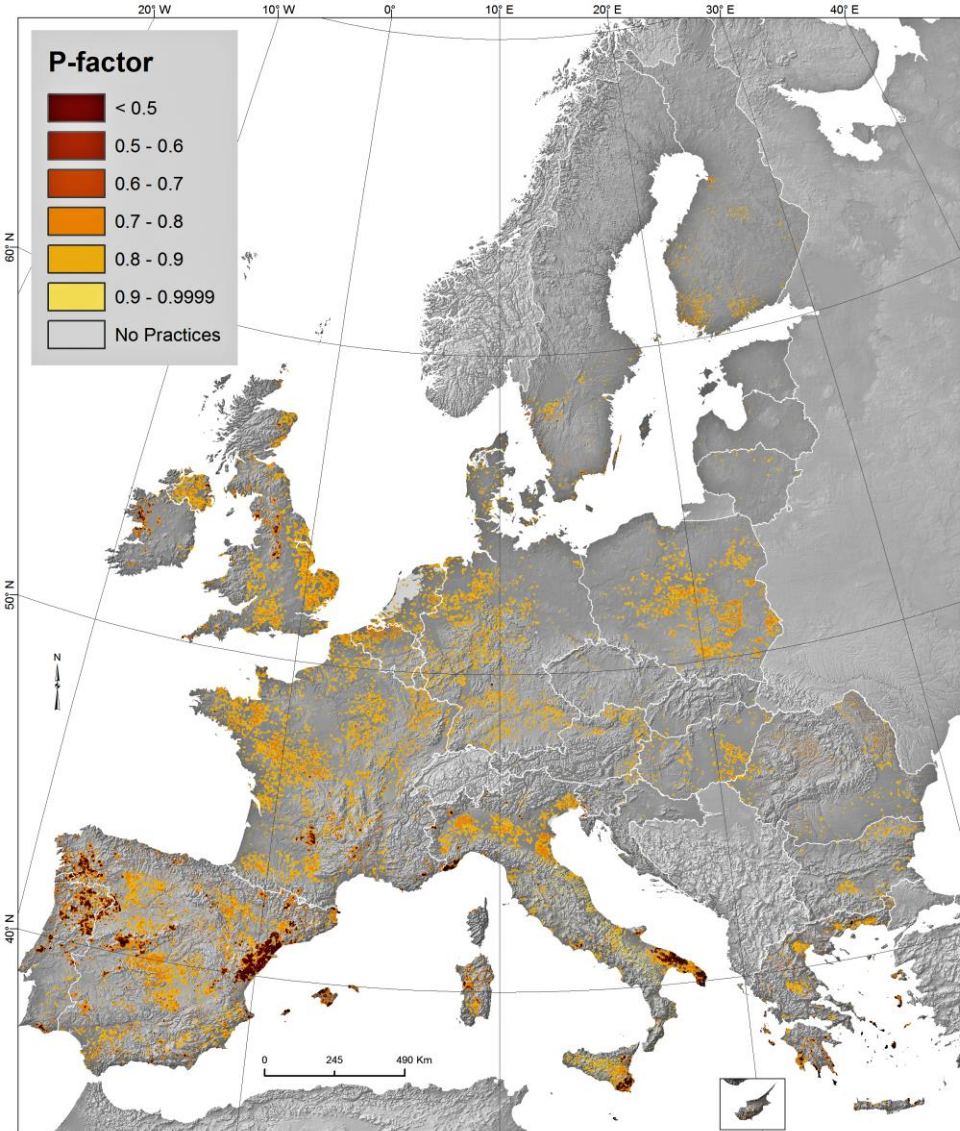 20° W
10° W
0°
10° E
20° E
30° E
40° E
P-factor
< 0.5
0.5 - 0.6
0.6 - 0.7
0.7 - 0.8
0.8 - 0.9
0.9 - 0.9999
No Practices
60° N
50° N
N
40° N
0 245 490 Km